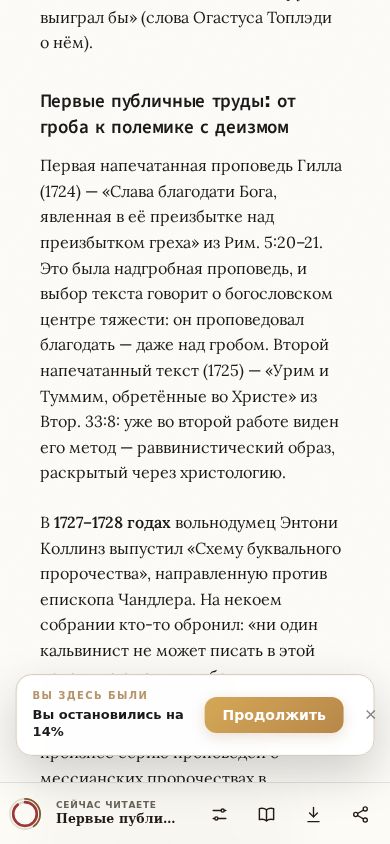 выиграл бы» (слова Огастуса Топлэди
о нём).
Первые публичные труды: от
гроба к полемике с деизмом
Первая напечатанная проповедь Гилла
(1724) — «Слава благодати Бога,
явленная в её преизбытке над
преизбытком греха» из Рим. 5:20–21.
Это была надгробная проповедь, и
выбор текста говорит о богословском
центре тяжести: он проповедовал
благодать — даже над гробом. Второй
напечатанный текст (1725) — «Урим и
Туммим, обретённые во Христе» из
Втор. 33:8: уже во второй работе виден
его метод — раввинистический образ,
раскрытый через христологию.
В 1727–1728 годах вольнодумец Энтони
Коллинз выпустил «Схему буквального
пророчества», направленную против
епископа Чандлера. На некоем
собрании кто-то обронил: «ни один
кальвинист не может писать в этой
ВЫ ЗДЕСЬ БЫЛИ
Вы остановились на
14%
Продолжить
×
мессианских пророчествах в
СЕЙЧАС ЧИТАЕТЕ
Первые публи...